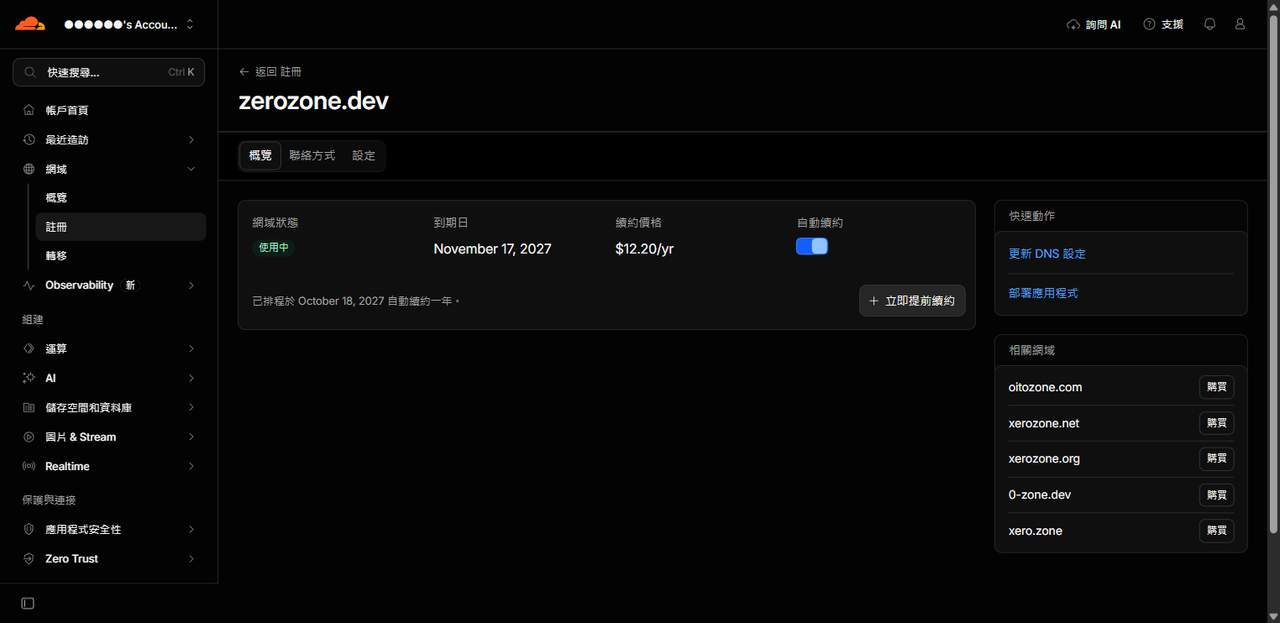 ●●●●●●'s Accou...
詢問 AI
支援
快速搜尋...
Ctrl K
帳戶首頁
最近造訪
網域
概覽
註冊
轉移
Observability 新
組建
運算
AI
儲存空間和資料庫
圖片 & Stream
Realtime
保護與連接
應用程式安全性
Zero Trust
← 返回 註冊
zerozone.dev
概覽
聯絡方式
設定
網域狀態
使用中
到期日
November 17, 2027
續約價格
$12.20/yr
自動續約
已排程於 October 18, 2027 自動續約一年。
+ 立即提前續約
快速動作
更新 DNS 設定
部署應用程式
相關網域
oitozone.com 購買
xerozone.net 購買
xerozone.org 購買
0-zone.dev 購買
xero.zone 購買